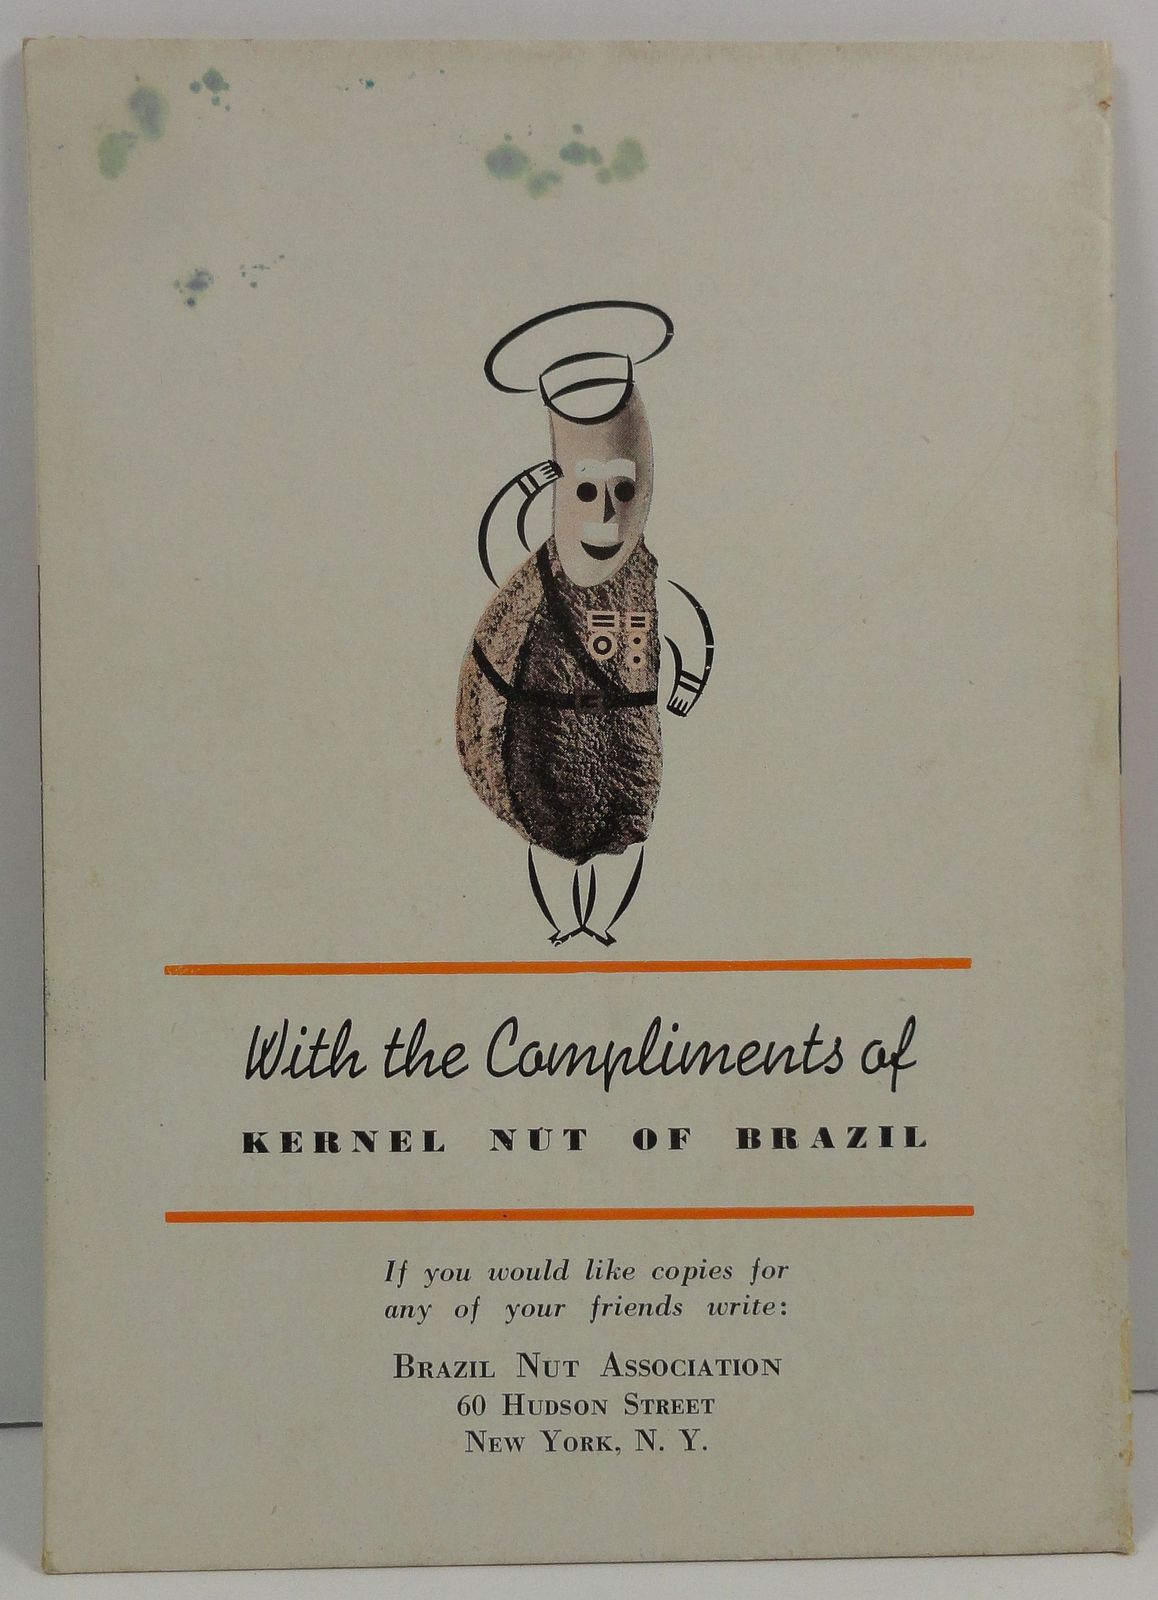 With the Compliments of
KERNEL NUT OF BRAZIL
If you would like copies for
any of your friends write:
BRAZIL NUT ASSOCIATION
60 HUDSON STREET
NEW YORK, N. Y.